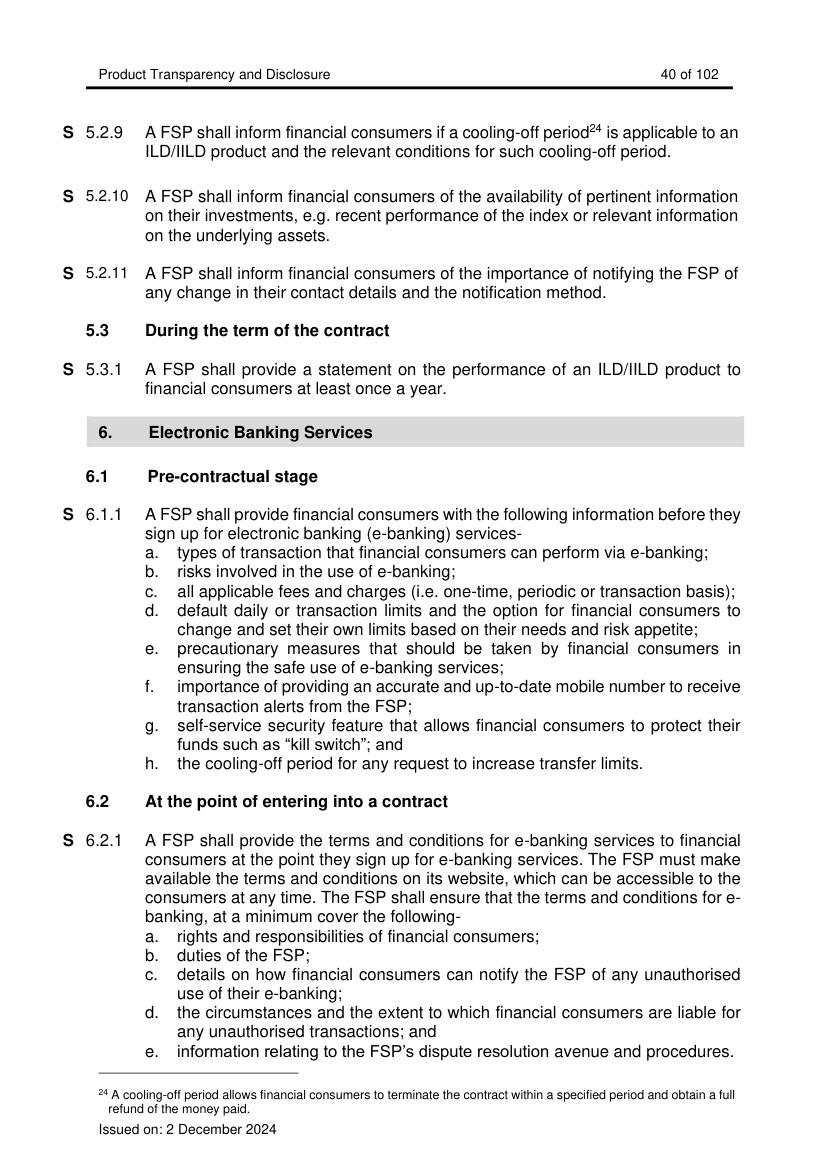 Product Transparency and Disclosure 40 of 102
S 5.2.9 A FSP shall inform financial consumers if a cooling-off period24 is applicable to an
ILD/IILD product and the relevant conditions for such cooling-off period.
S 5.2.10 A FSP shall inform financial consumers of the availability of pertinent information
on their investments, e.g. recent performance of the index or relevant information
on the underlying assets.
S 5.2.11 A FSP shall inform financial consumers of the importance of notifying the FSP of
any change in their contact details and the notification method.
5.3 During the term of the contract
S 5.3.1 A FSP shall provide a statement on the performance of an ILD/IILD product to
financial consumers at least once a year.
6. Electronic Banking Services
6.1 Pre-contractual stage
S 6.1.1 A FSP shall provide financial consumers with the following information before they
sign up for electronic banking (e-banking) services-
a. types of transaction that financial consumers can perform via e-banking;
b. risks involved in the use of e-banking;
c. all applicable fees and charges (i.e. one-time, periodic or transaction basis);
d. default daily or transaction limits and the option for financial consumers to
change and set their own limits based on their needs and risk appetite;
e. precautionary measures that should be taken by financial consumers in
ensuring the safe use of e-banking services;
f. importance of providing an accurate and up-to-date mobile number to receive
transaction alerts from the FSP;
g. self-service security feature that allows financial consumers to protect their
funds such as “kill switch”; and
h. the cooling-off period for any request to increase transfer limits.
6.2 At the point of entering into a contract
S 6.2.1 A FSP shall provide the terms and conditions for e-banking services to financial
consumers at the point they sign up for e-banking services. The FSP must make
available the terms and conditions on its website, which can be accessible to the
consumers at any time. The FSP shall ensure that the terms and conditions for e-
banking, at a minimum cover the following-
a. rights and responsibilities of financial consumers;
b. duties of the FSP;
c. details on how financial consumers can notify the FSP of any unauthorised
use of their e-banking;
d. the circumstances and the extent to which financial consumers are liable for
any unauthorised transactions; and
e. information relating to the FSP’s dispute resolution avenue and procedures.
24 A cooling-off period allows financial consumers to terminate the contract within a specified period and obtain a full
refund of the money paid.
Issued on: 2 December 2024